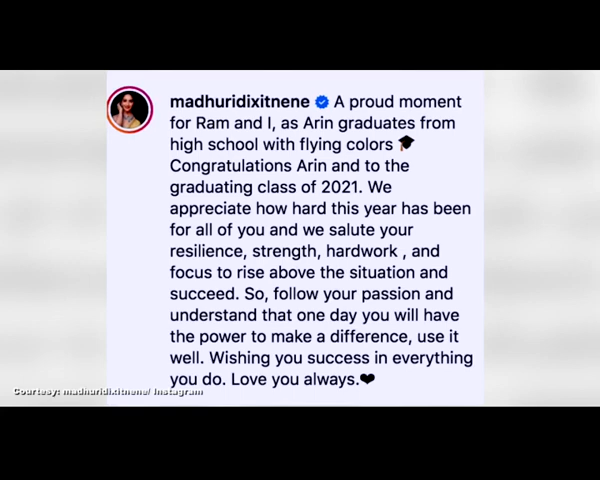 madhuridixitnene A proud moment
for Ram and I, as Arin graduates from
high school with flying colors 🎓
Congratulations Arin and to the
graduating class of 2021. We
appreciate how hard this year has been
for all of you and we salute your
resilience, strength, hardwork , and
focus to rise above the situation and
succeed. So, follow your passion and
understand that one day you will have
the power to make a difference, use it
well. Wishing you success in everything
you do. Love you always.❤
Courtesy: madhuridixitnene/ Instagram